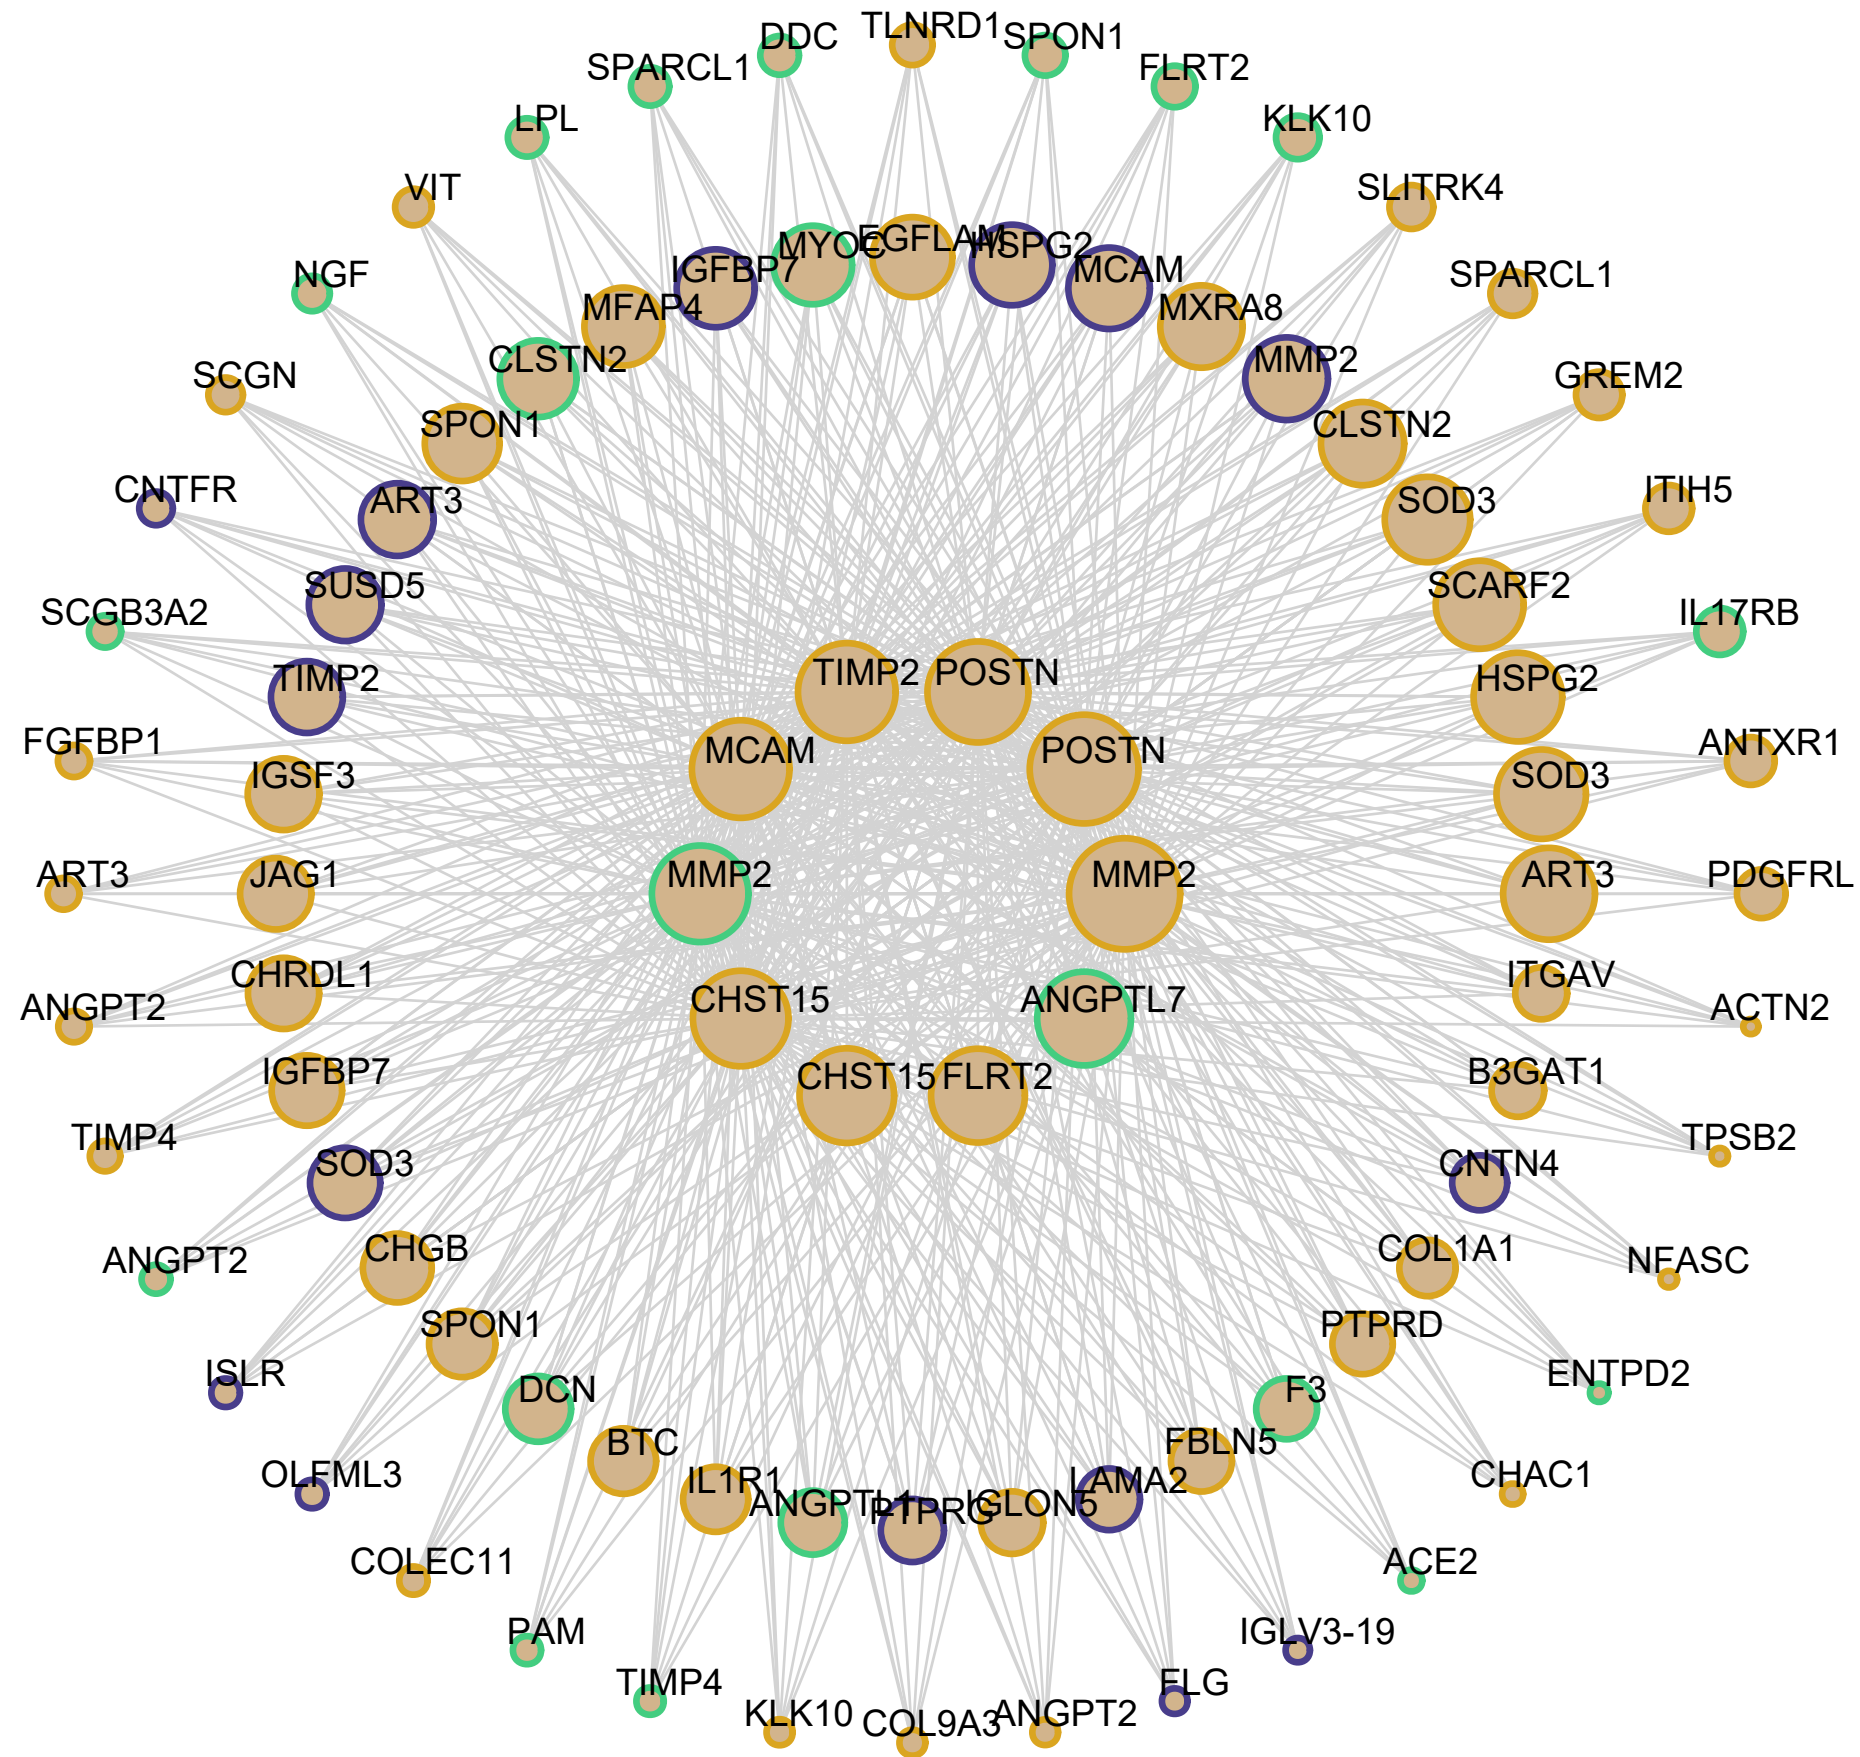 TLNRD1
DDC
SPON1
SPARCL1
FLRT2
LPL
KLK10
VIT
SLITRK4
MYOC
EGFLAM
HSPG2
IGFBP7
MCAM
NGF
SPARCL1
MFAP4
MXRA8
CLSTN2
MMP2
SCGN
GREM2
SPON1
CLSTN2
CNTFR
ART3
SOD3
ITIH5
SUSD5
SCARF2
SCGB3A2
IL17RB
TIMP2
TIMP2
POSTN
HSPG2
FGFBP1
MCAM
POSTN
ANTXR1
IGSF3
SOD3
ART3
JAG1
MMP2
MMP2
ART3
PDGFRL
CHRDL1
ITGAV
ANGPT2
CHST15
ANGPTL7
ACTN2
IGFBP7
CHST15
FLRT2
B3GAT1
TIMP4
TPSB2
SOD3
CNTN4
ANGPT2
CHGB
COL1A1
NFASC
SPON1
PTPRD
ISLR
ENTPD2
DCN
F3
BTC
FBLN5
OLFML3
IL1R1
LAMA2
CHAC1
ANGPTL1
PTPRG
IGLON5
COLEC11
ACE2
PAM
IGLV3-19
TIMP4
FLG
KLK10
COL9A3
ANGPT2